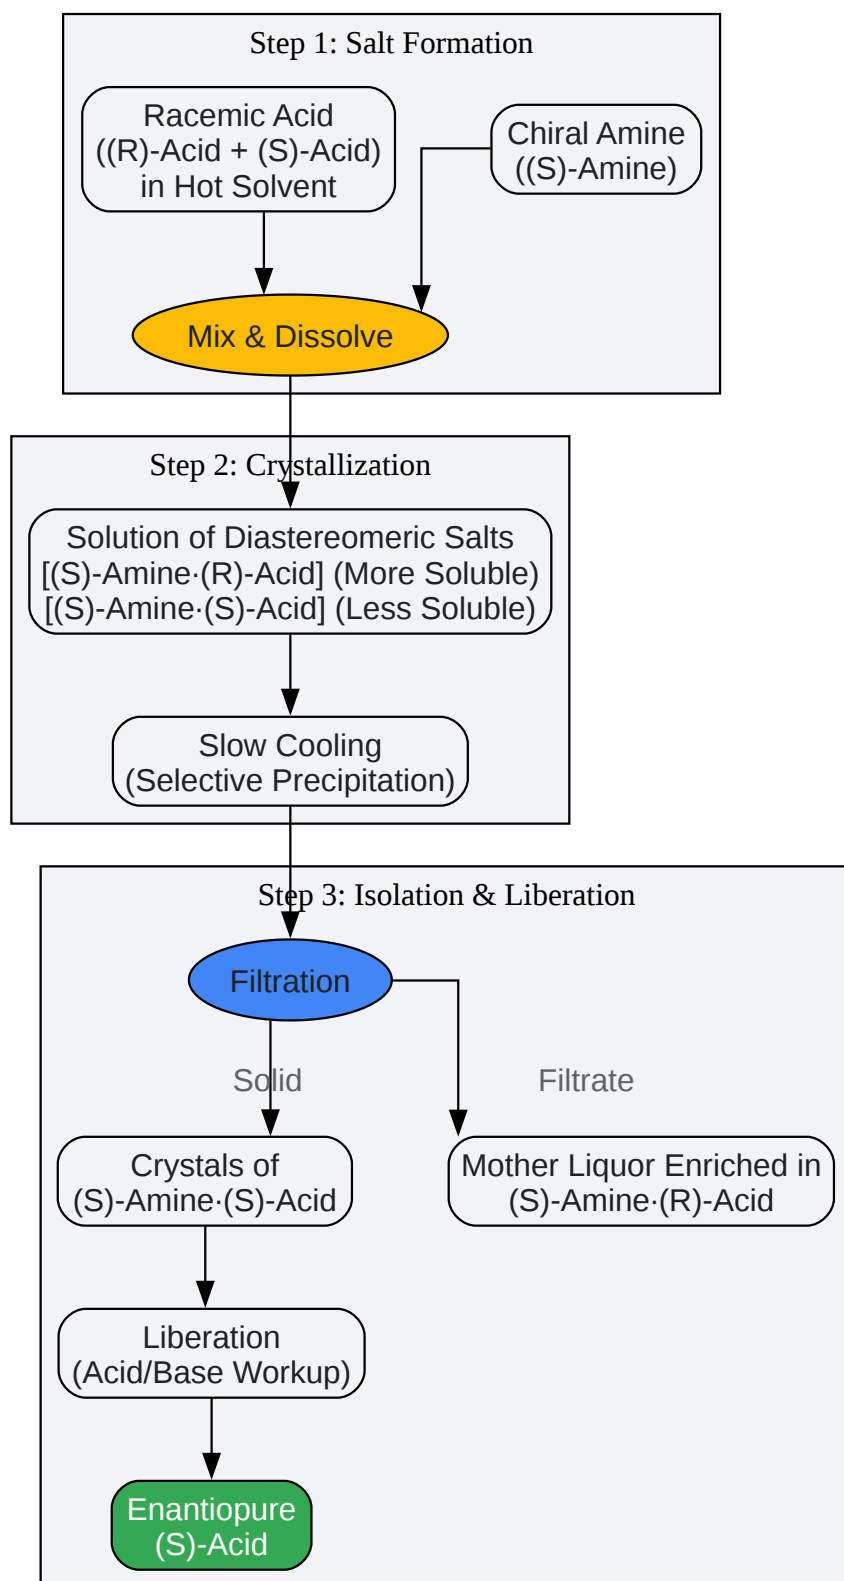 Step 1: Salt Formation
Racemic Acid
((R)-Acid + (S)-Acid)
in Hot Solvent
Chiral Amine
((S)-Amine)
Mix & Dissolve
Step 2: Crystallization
Solution of Diastereomeric Salts
[(S)-Amine·(R)-Acid] (More Soluble)
[(S)-Amine·(S)-Acid] (Less Soluble)
Slow Cooling
(Selective Precipitation)
Step 3: Isolation & Liberation
Filtration
Solid
Filtrate
Crystals of
(S)-Amine·(S)-Acid
Mother Liquor Enriched in
(S)-Amine·(R)-Acid
Liberation
(Acid/Base Workup)
Enantiopure
(S)-Acid